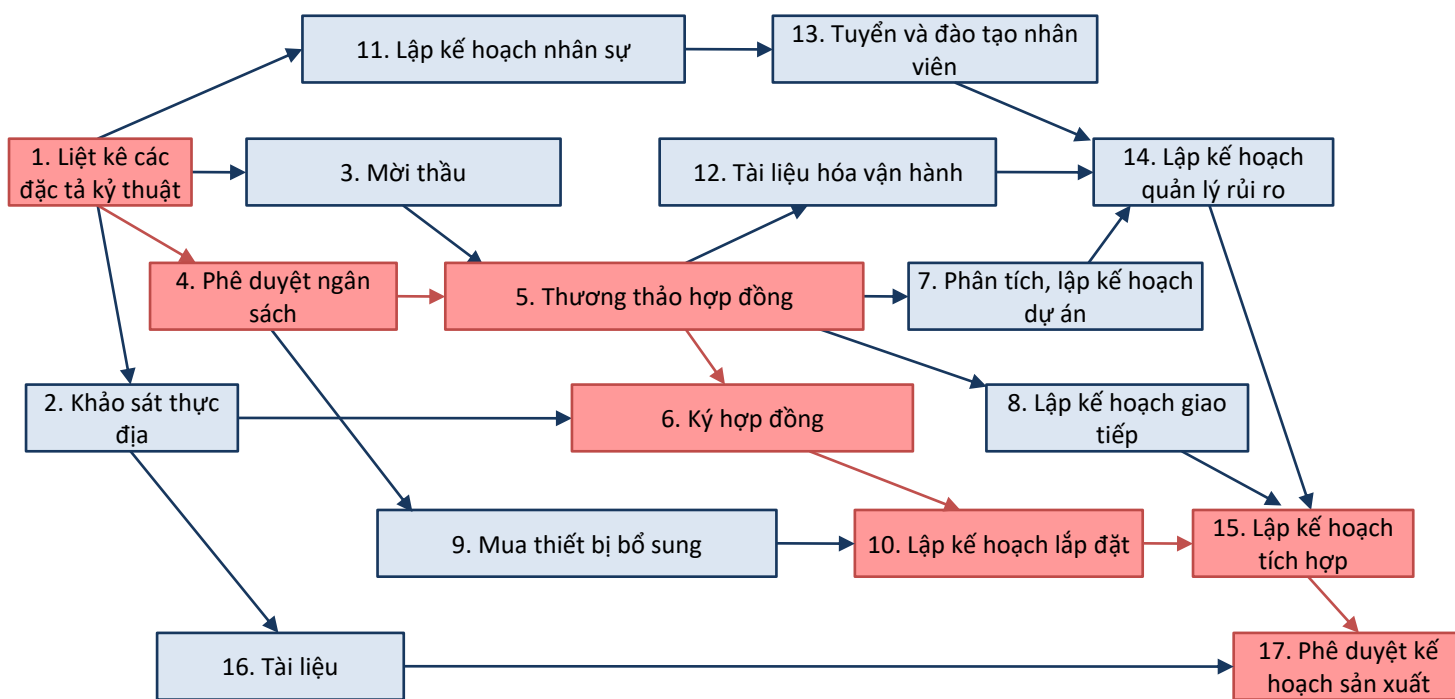 11. Lập kế hoạch nhân sự
13. Tuyển và đào tạo nhân
viên
1. Liệt kê các
đặc tả kỷ thuật
3. Mời thầu
12. Tài liệu hóa vận hành
14. Lập kế hoạch
quản lý rủi ro
4. Phê duyệt ngân
sách
5. Thương thảo hợp đồng
7. Phân tích, lập kế hoạch
dự án
2. Khảo sát thực
địa
6. Ký hợp đồng
8. Lập kế hoạch giao
tiếp
9. Mua thiết bị bổ sung
10. Lập kế hoạch lắp đặt
15. Lập kế hoạch
tích hợp
16. Tài liệu
17. Phê duyệt kế
hoạch sản xuất